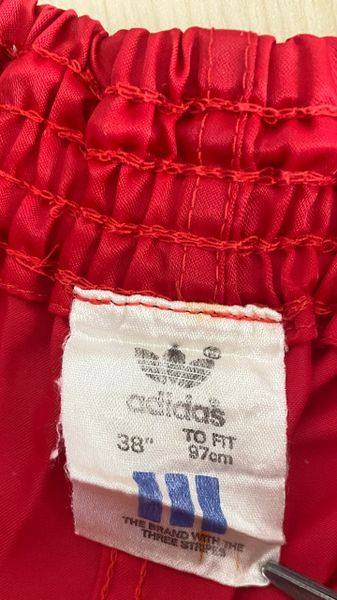 adidas
38" TO FIT
97cm
THE BRAND WITH THE
THREE STRIPES